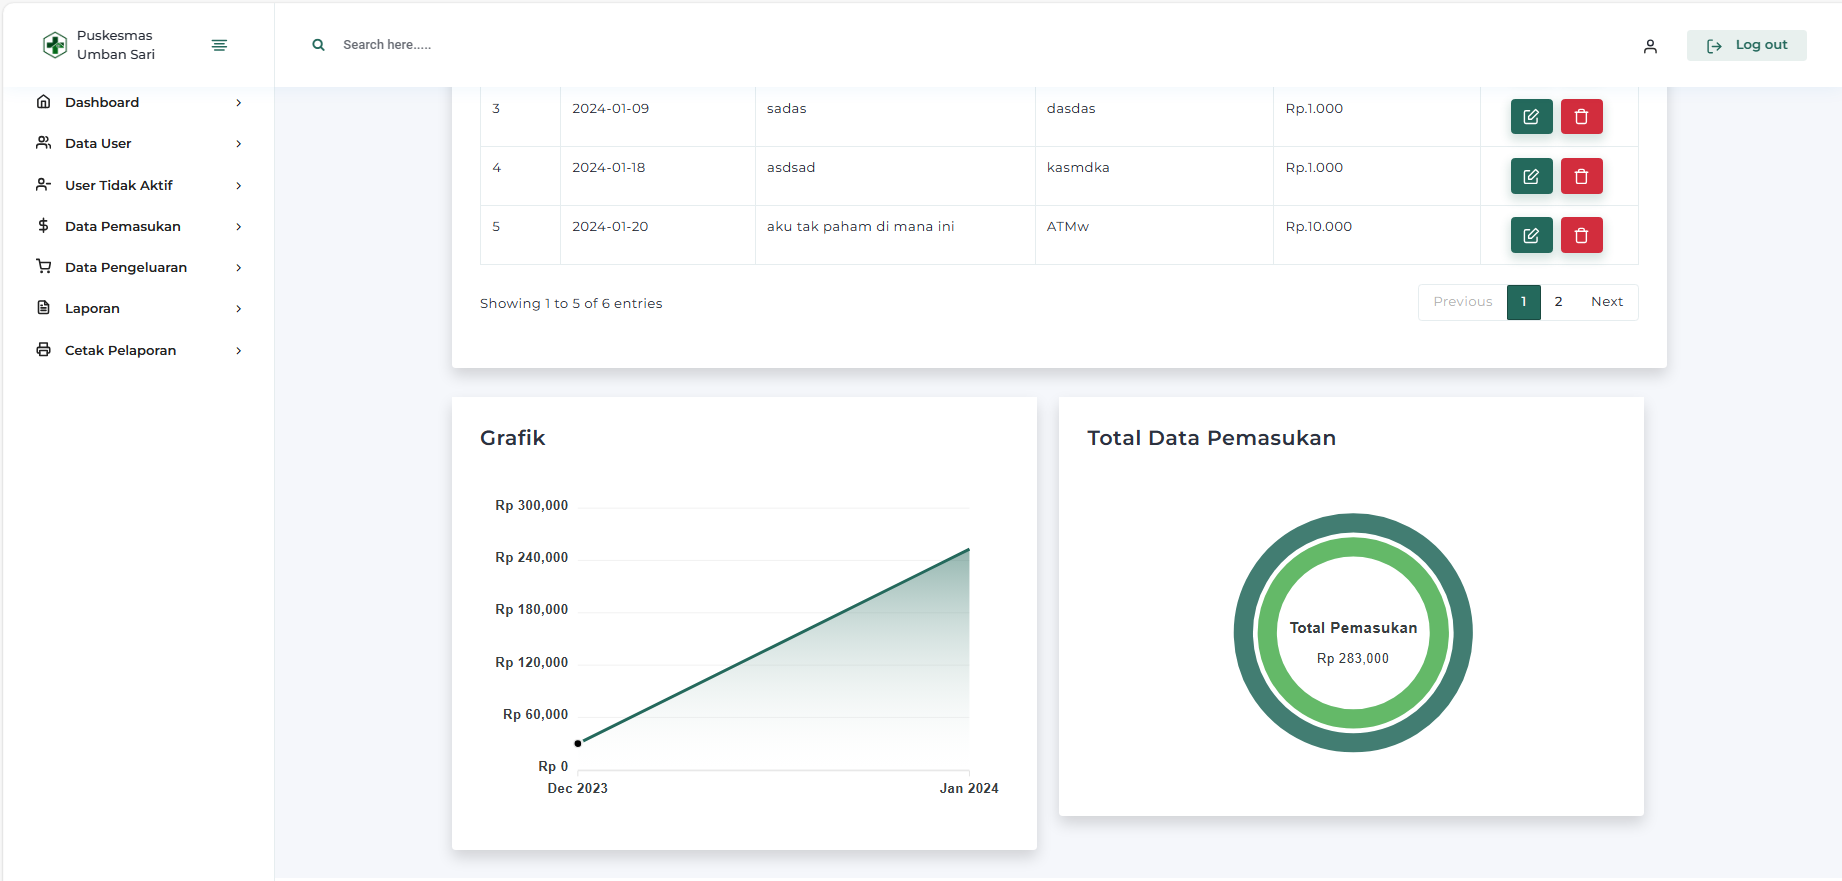 Puskesmas
Umban Sari
Search here.....
Log out
Dashboard
Data User
User Tidak Aktif
Data Pemasukan
Data Pengeluaran
Laporan
Cetak Pelaporan
3 2024-01-09 sadas dasdas Rp.1.000
4 2024-01-18 asdsad kasmdka Rp.1.000
5 2024-01-20 aku tak paham di mana ini ATMw Rp.10.000
Showing 1 to 5 of 6 entries
Previous 1 2 Next
Grafik
Rp 300,000
Rp 240,000
Rp 180,000
Rp 120,000
Rp 60,000
Rp 0
Dec 2023 Jan 2024
Total Data Pemasukan
Total Pemasukan
Rp 283,000